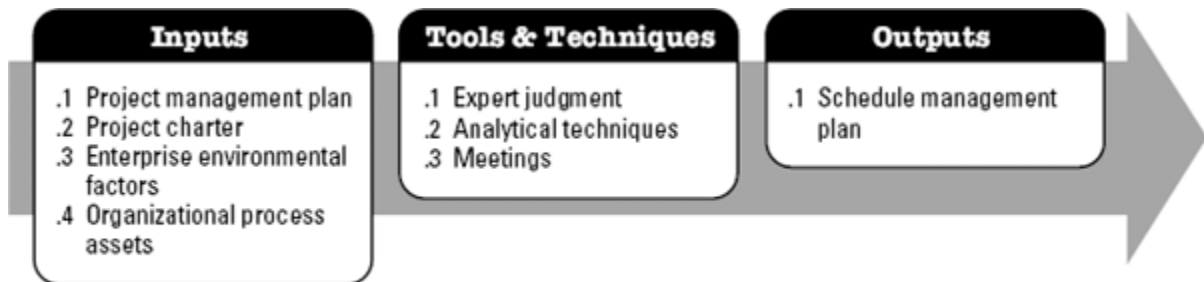 Inputs
.1 Project management plan
.2 Project charter
.3 Enterprise environmental
factors
.4 Organizational process
assets
Tools & Techniques
.1 Expert judgment
.2 Analytical techniques
.3 Meetings
Outputs
.1 Schedule management
plan